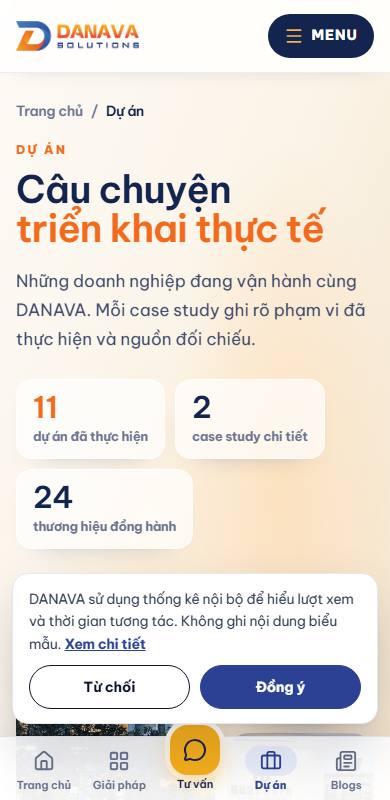 DANAVA
SOLUTIONS
MENU
Trang chủ / Dự án
DỰ ÁN
Câu chuyện
triển khai thực tế
Những doanh nghiệp đang vận hành cùng
DANAVA. Mỗi case study ghi rõ phạm vi đã
thực hiện và nguồn đối chiếu.
11
dự án đã thực hiện
2
case study chi tiết
24
thương hiệu đồng hành
DANAVA sử dụng thống kê nội bộ để hiểu lượt xem
và thời gian tương tác. Không ghi nội dung biểu
mẫu. Xem chi tiết
Từ chối
Đồng ý
Trang chủ
Giải pháp
Tư vấn
Dự án
Blogs